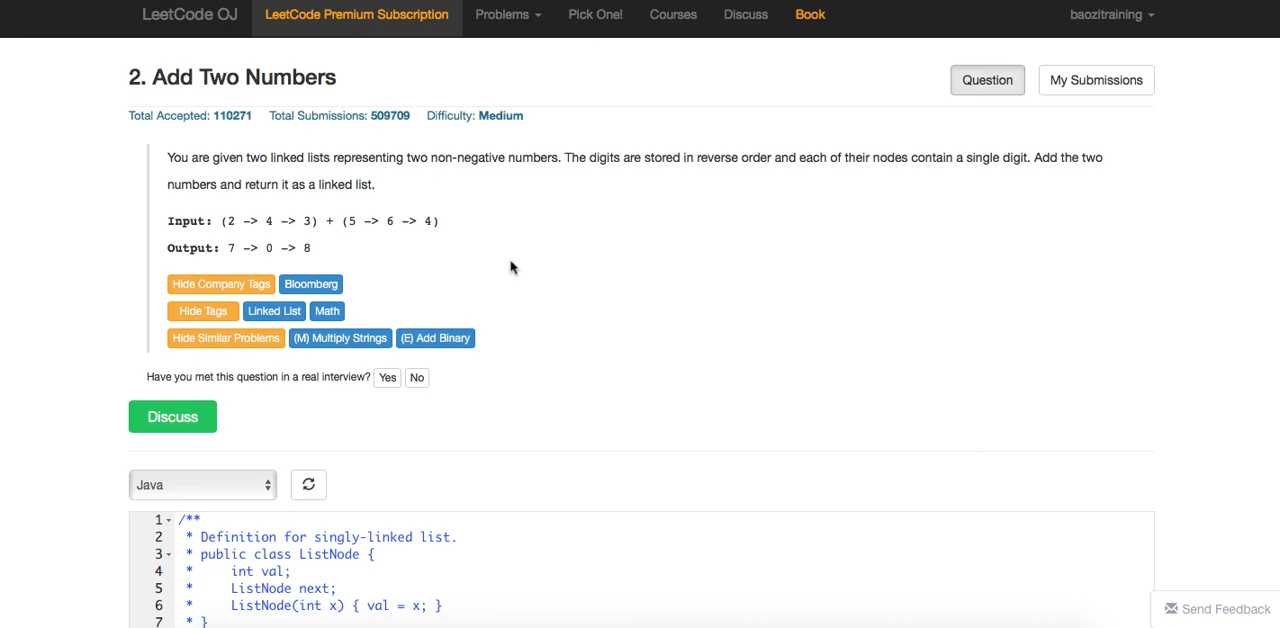 LeetCode OJ LeetCode Premium Subscription Problems Pick One! Courses Discuss Book baozitraining
2. Add Two Numbers Question My Submissions
Total Accepted: 110271 Total Submissions: 509709 Difficulty: Medium
You are given two linked lists representing two non-negative numbers. The digits are stored in reverse order and each of their nodes contain a single digit. Add the two
numbers and return it as a linked list.
Input: (2 -> 4 -> 3) + (5 -> 6 -> 4)
Output: 7 -> 0 -> 8
Hide Company Tags Bloomberg
Hide Tags Linked List Math
Hide Similar Problems (M) Multiply Strings (E) Add Binary
Have you met this question in a real interview? Yes No
Discuss
Java
1 /**
2 * Definition for singly-linked list.
3 * public class ListNode {
4 * int val;
5 * ListNode next;
6 * ListNode(int x) { val = x; }
7 * }
Send Feedback